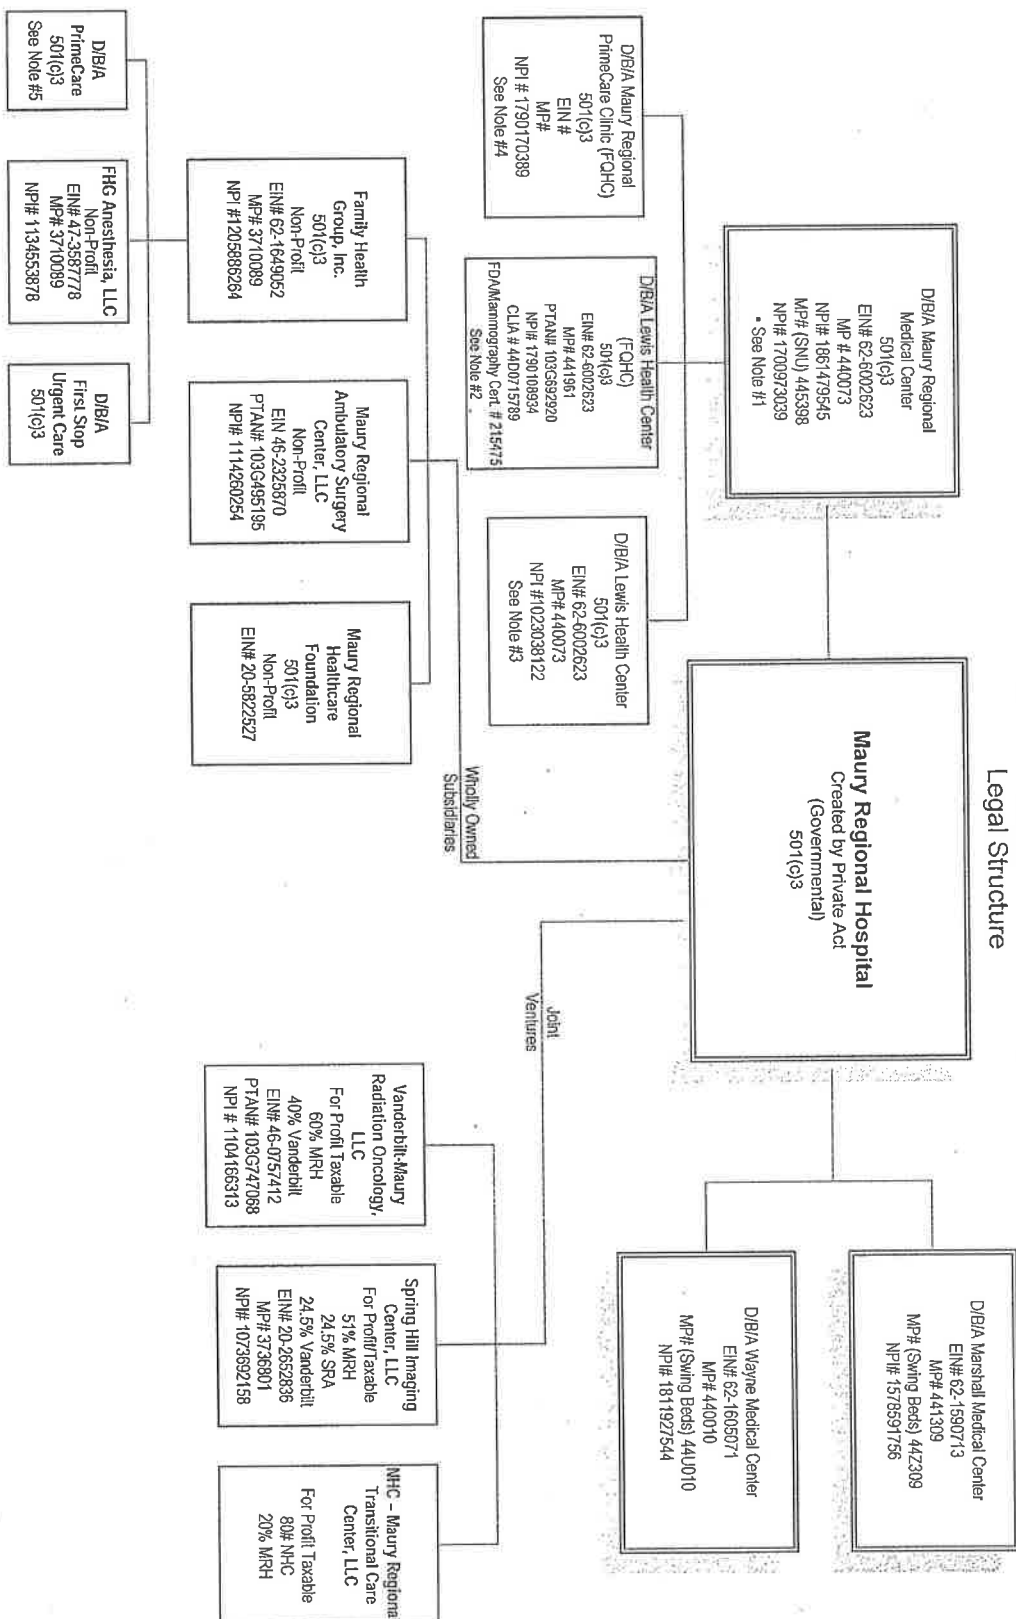 Legal Structure
Maury Regional Hospital
Created by Private Act
(Governmental)
501(c)3
D/B/A Maury Regional
Medical Center
501(c)3
EIN# 62-6002623
MP # 440073
NPI# 1861479545
MP# (SNU) 445398
NPI# 1700973039
• See Note #1
D/B/A Marshall Medical Center
EIN# 62-1590713
MP# 441309
MP# (Swing Beds) 44Z309
NPI# 1578591756
D/B/A Wayne Medical Center
EIN# 62-1605071
MP# 440010
MP# (Swing Beds) 44U010
NPI# 1811927544
D/B/A Maury Regional
PrimeCare Clinic (FQHC)
501(c)3
EIN #
MP#
NPI # 1790170389
See Note #4
D/B/A Lewis Health Center
(FQHC)
501(c)3
EIN# 62-6002623
MP# 441961
PTAN# 103G692920
NPI# 1790108934
CLIA # 44D0715789
FDA/Mammography Cert. # 215475
See Note #2
D/B/A Lewis Health Center
501(c)3
EIN# 62-6002623
MP# 440073
NPI #1023038122
See Note #3
Wholly Owned
Subsidiaries
Joint
Ventures
Family Health
Group, Inc.
501(c)3
Non-Profit
EIN# 62-1649052
MP# 3710089
NPI #1205886264
Maury Regional
Ambulatory Surgery
Center, LLC
Non-Profit
EIN 46-2325870
PTAN# 103G495195
NPI# 1114260254
Maury Regional
Healthcare
Foundation
501(c)3
Non-Profit
EIN# 20-5822527
Vanderbilt-Maury
Radiation Oncology,
LLC
For Profit Taxable
60% MRH
40% Vanderbilt
EIN# 46-0757412
PTAN# 103G747068
NPI # 1104166313
Spring Hill Imaging
Center, LLC
For Profit/Taxable
51% MRH
24.5% SRA
24.5% Vanderbilt
EIN# 20-2652836
MP# 3736801
NPI# 1073692158
NHC – Maury Regional
Transitional Care
Center, LLC
For Profit Taxable
80# NHC
20% MRH
D/B/A
PrimeCare
501(c)3
See Note #5
FHG Anesthesia, LLC
Non-Profit
EIN# 47-3587778
MP# 3710089
NPI# 1134553878
D/B/A
First Stop
Urgent Care
501(c)3